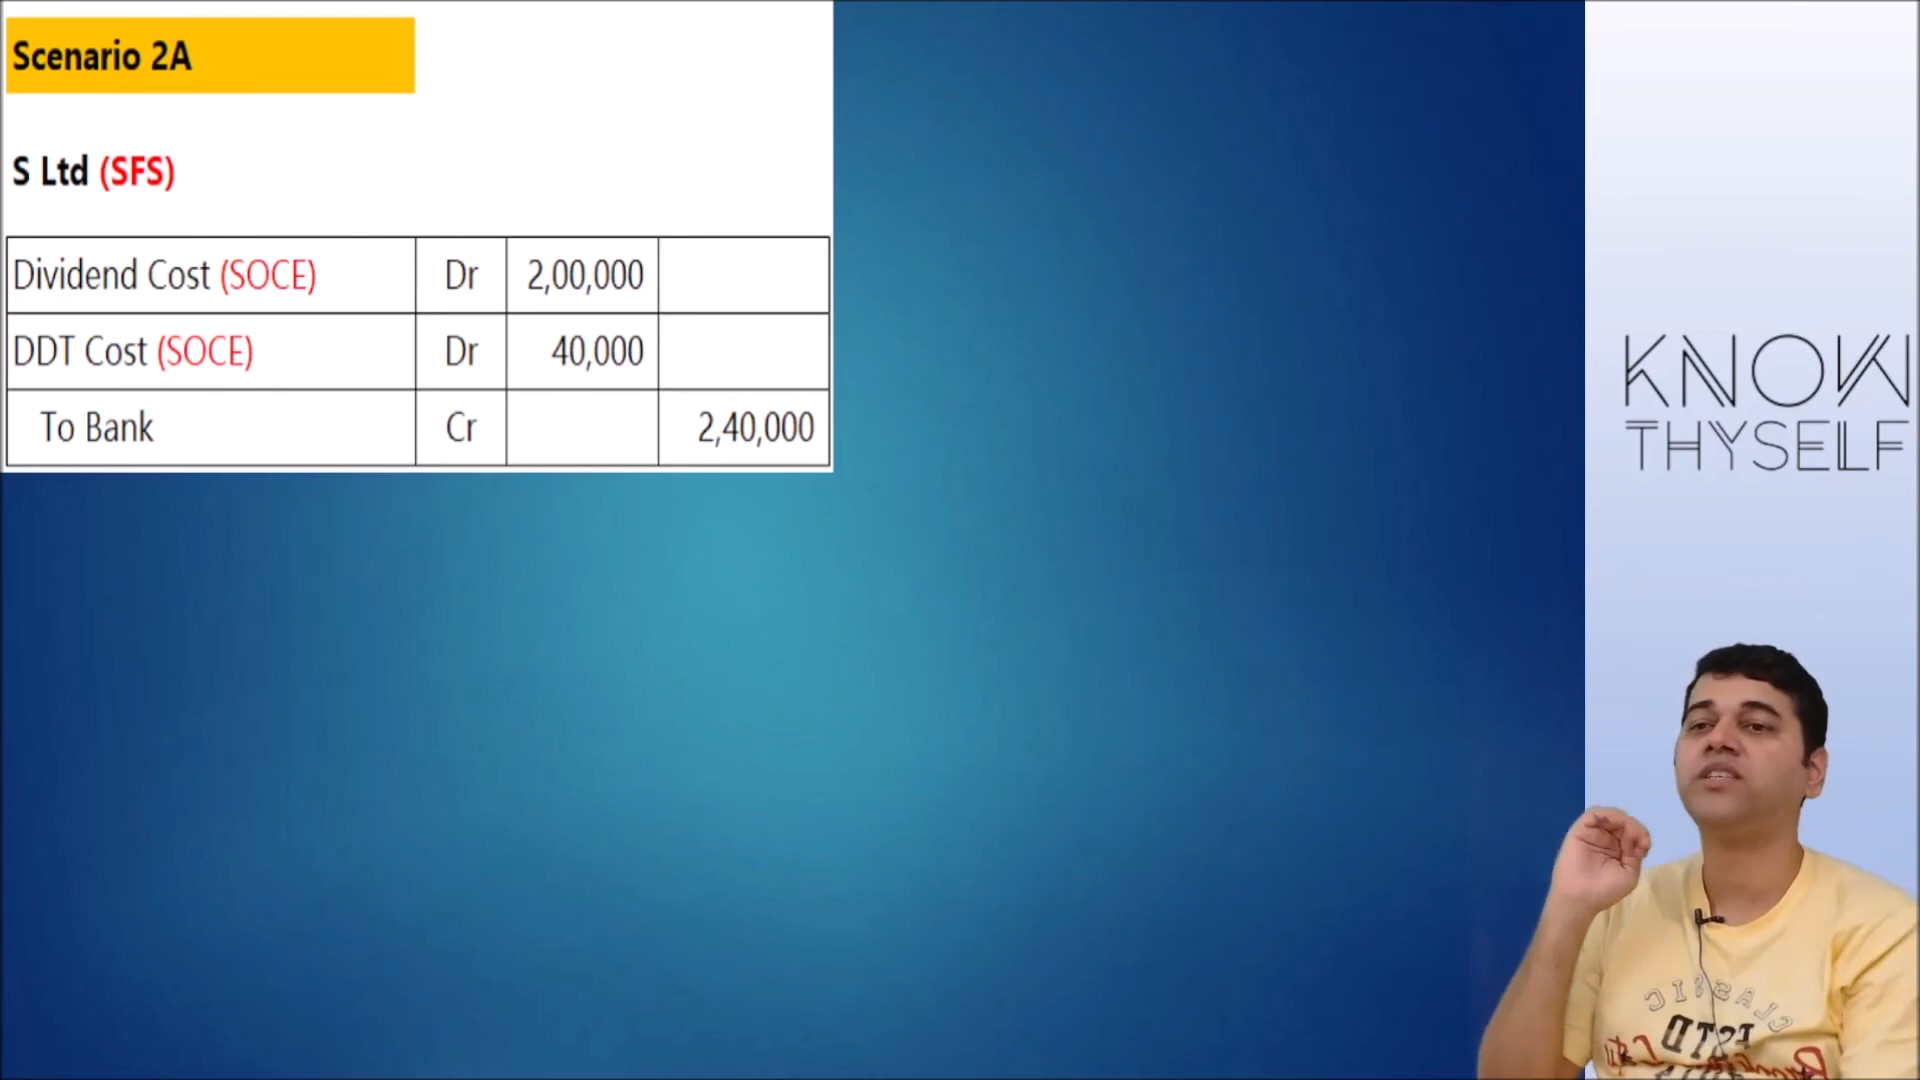 Scenario 2A
S Ltd (SFS)
Dividend Cost (SOCE) Dr 2,00,000
DDT Cost (SOCE) Dr 40,000
To Bank Cr 2,40,000
KNOW
THYSELF
CLASSIC